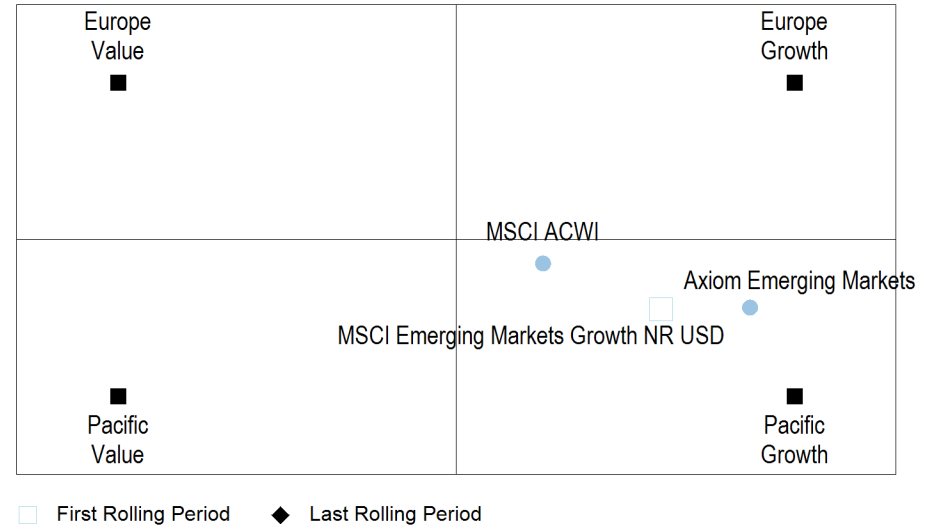 Europe
Value
Europe
Growth
MSCI ACWI
Axiom Emerging Markets
MSCI Emerging Markets Growth NR USD
Pacific
Value
Pacific
Growth
First Rolling Period
Last Rolling Period